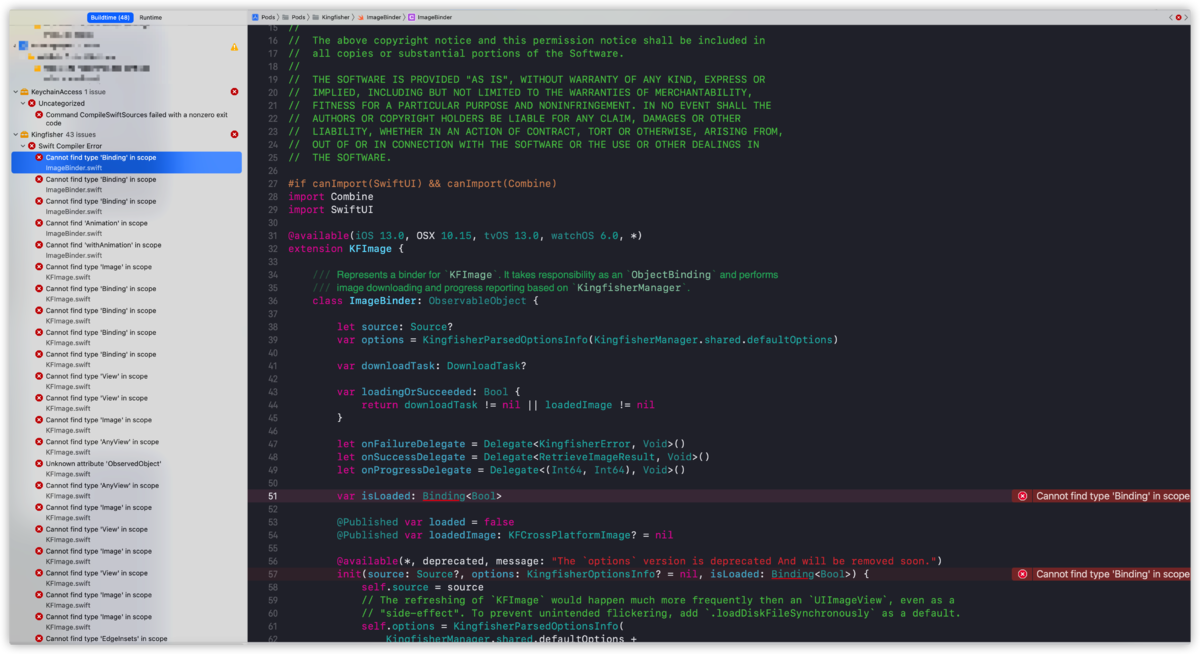 Buildtime (48) Runtime
KeychainAccess 1 issue
Uncategorized
Command CompileSwiftSources failed with a nonzero exit
code
Kingfisher 43 issues
Swift Compiler Error
Cannot find type 'Binding' in scope
ImageBinder.swift
Cannot find type 'Binding' in scope
ImageBinder.swift
Cannot find type 'Binding' in scope
ImageBinder.swift
Cannot find 'Animation' in scope
ImageBinder.swift
Cannot find 'withAnimation' in scope
ImageBinder.swift
Cannot find type 'Image' in scope
KFImage.swift
Cannot find type 'Binding' in scope
KFImage.swift
Cannot find type 'Binding' in scope
KFImage.swift
Cannot find type 'Binding' in scope
KFImage.swift
Cannot find type 'Binding' in scope
KFImage.swift
Cannot find type 'View' in scope
KFImage.swift
Cannot find type 'View' in scope
KFImage.swift
Cannot find type 'Image' in scope
KFImage.swift
Cannot find type 'AnyView' in scope
KFImage.swift
Unknown attribute 'ObservedObject'
KFImage.swift
Cannot find type 'AnyView' in scope
KFImage.swift
Cannot find type 'Image' in scope
KFImage.swift
Cannot find type 'View' in scope
KFImage.swift
Cannot find type 'Image' in scope
KFImage.swift
Cannot find type 'View' in scope
KFImage.swift
Cannot find type 'Image' in scope
KFImage.swift
Cannot find type 'Image' in scope
KFImage.swift
Cannot find type 'EdgeInsets' in scope
Pods Pods Kingfisher ImageBinder ImageBinder
15 //
16 // The above copyright notice and this permission notice shall be included in
17 // all copies or substantial portions of the Software.
18 //
19 // THE SOFTWARE IS PROVIDED "AS IS", WITHOUT WARRANTY OF ANY KIND, EXPRESS OR
20 // IMPLIED, INCLUDING BUT NOT LIMITED TO THE WARRANTIES OF MERCHANTABILITY,
21 // FITNESS FOR A PARTICULAR PURPOSE AND NONINFRINGEMENT. IN NO EVENT SHALL THE
22 // AUTHORS OR COPYRIGHT HOLDERS BE LIABLE FOR ANY CLAIM, DAMAGES OR OTHER
23 // LIABILITY, WHETHER IN AN ACTION OF CONTRACT, TORT OR OTHERWISE, ARISING FROM,
24 // OUT OF OR IN CONNECTION WITH THE SOFTWARE OR THE USE OR OTHER DEALINGS IN
25 // THE SOFTWARE.
26
27 #if canImport(SwiftUI) && canImport(Combine)
28 import Combine
29 import SwiftUI
30
31 @available(iOS 13.0, OSX 10.15, tvOS 13.0, watchOS 6.0, *)
32 extension KFImage {
33
34 /// Represents a binder for `KFImage`. It takes responsibility as an `ObjectBinding` and performs
35 /// image downloading and progress reporting based on `KingfisherManager`.
36 class ImageBinder: ObservableObject {
37
38 let source: Source?
39 var options = KingfisherParsedOptionsInfo(KingfisherManager.shared.defaultOptions)
40
41 var downloadTask: DownloadTask?
42
43 var loadingOrSucceeded: Bool {
44 return downloadTask != nil || loadedImage != nil
45 }
46
47 let onFailureDelegate = Delegate<KingfisherError, Void>()
48 let onSuccessDelegate = Delegate<RetrieveImageResult, Void>()
49 let onProgressDelegate = Delegate<(Int64, Int64), Void>()
50
51 var isLoaded: Binding<Bool> Cannot find type 'Binding' in scope
52
53 @Published var loaded = false
54 @Published var loadedImage: KFCrossPlatformImage? = nil
55
56 @available(*, deprecated, message: "The `options` version is deprecated And will be removed soon.")
57 init(source: Source?, options: KingfisherOptionsInfo? = nil, isLoaded: Binding<Bool>) { Cannot find type 'Binding' in scope
58 self.source = source
59 // The refreshing of `KFImage` would happen much more frequently then an `UIImageView`, even as a
60 // "side-effect". To prevent unintended flickering, add `.loadDiskFileSynchronously` as a default.
61 self.options = KingfisherParsedOptionsInfo(
62 KingfisherManager.shared.defaultOptions +